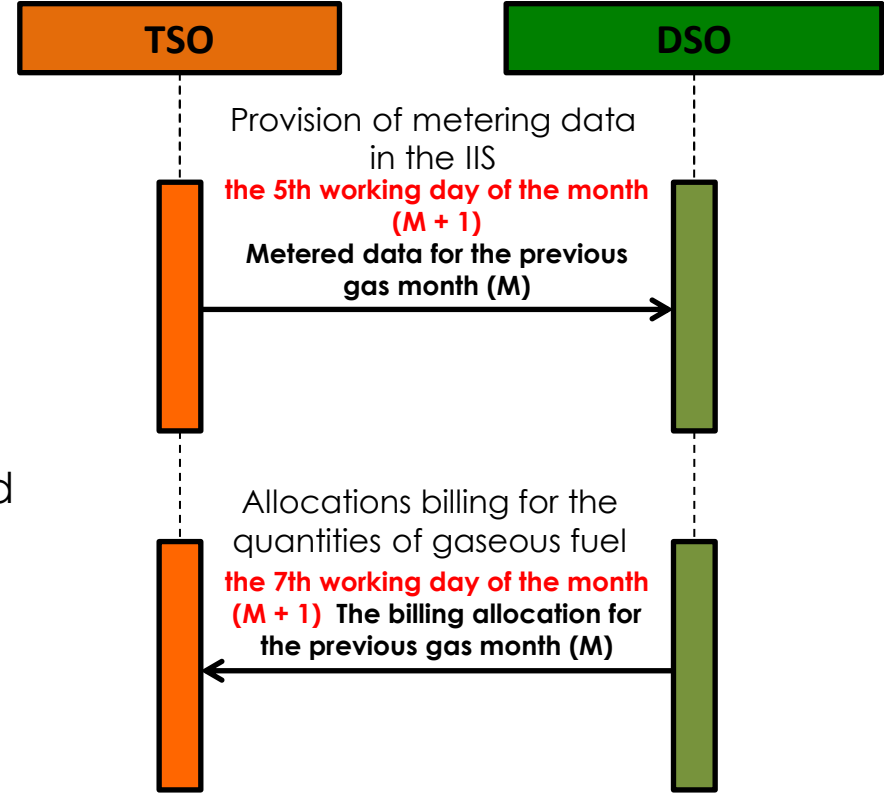 TSO
DSO
Provision of metering data
in the IIS
the 5th working day of the month
(M + 1)
Metered data for the previous
gas month (M)
d
Allocations billing for the
quantities of gaseous fuel
the 7th working day of the month
(M + 1) The billing allocation for
the previous gas month (M)